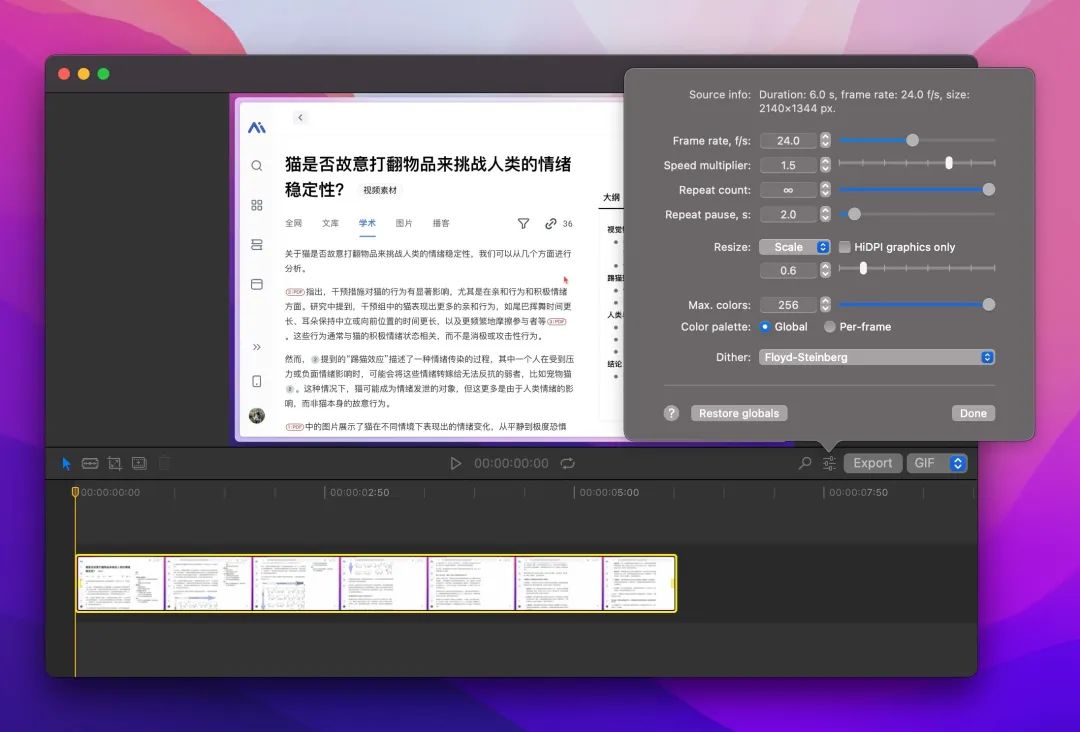 Source info: Duration: 6.0 s, frame rate: 24.0 f/s, size:
2140×1344 px.
Frame rate, f/s: 24.0
Speed multiplier: 1.5
Repeat count: ∞
Repeat pause, s: 2.0
Resize: Scale HiDPI graphics only
0.6
Max. colors: 256
Color palette: Global Per-frame
Dither: Floyd-Steinberg
? Restore globals Done
猫是否故意打翻物品来挑战人类的情绪
稳定性? 视频素材
全网 文库 学术 图片 播客 36
关于猫是否故意打翻物品来挑战人类的情绪稳定性,我们可以从几个方面进行
分析。
指出,干预措施对猫的行为有显著影响,尤其是在亲和行为和积极情绪
方面。研究中提到,干预组中的猫表现出更多的亲和行为,如尾巴挥舞时间更
长、耳朵保持中立或向前位置的时间更长,以及更频繁地摩擦参与者等
。这些行为通常与猫的积极情绪状态相关,而不是消极或攻击性行为。
然而,②提到的“踢猫效应”描述了一种情绪传染的过程,其中一个人在受到压
力或负面情绪影响时,可能会将这些情绪转嫁给无法反抗的弱者,比如宠物猫
②。这种情况下,猫可能成为情绪发泄的对象,但这更多是由于人类情绪的影
响,而非猫本身的故意行为。
中的图片展示了猫在不同情境下表现出的情绪变化,从平静到极度恐惧
大纲
视觉
踢猫
人类
结论
00:00:00:00 Export GIF
00:00:00:00 00:00:02:50 00:00:05:00 00:00:07:50